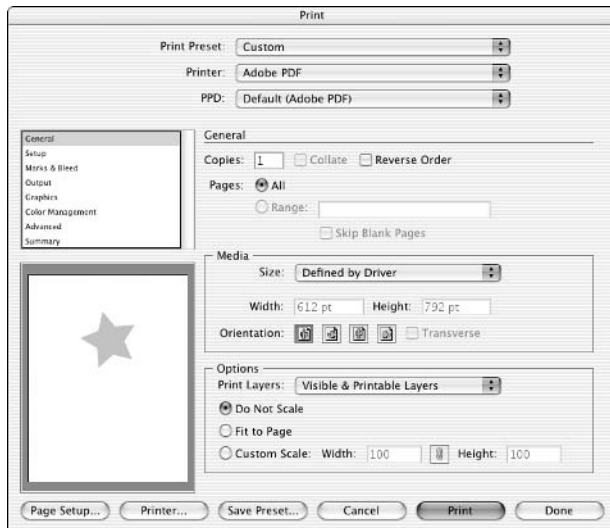 Print
Print Preset: Custom
Printer: Adobe PDF
PPD: Default (Adobe PDF)
General
Setup
Marks & Bleed
Output
Graphics
Color Management
Advanced
Summary
General
Copies: 1 Collate Reverse Order
Pages: All
Range:
Skip Blank Pages
Media
Size: Defined by Driver
Width: 612 pt Height: 792 pt
Orientation: Transverse
Options
Print Layers: Visible & Printable Layers
Do Not Scale
Fit to Page
Custom Scale: Width: 100 Height: 100
Page Setup... Printer... Save Preset... Cancel Print Done